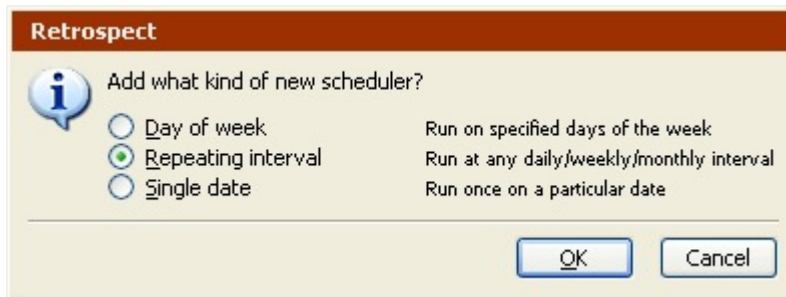 Retrospect
Add what kind of new scheduler?
Day of week Run on specified days of the week
Repeating interval Run at any daily/weekly/monthly interval
Single date Run once on a particular date
OK Cancel